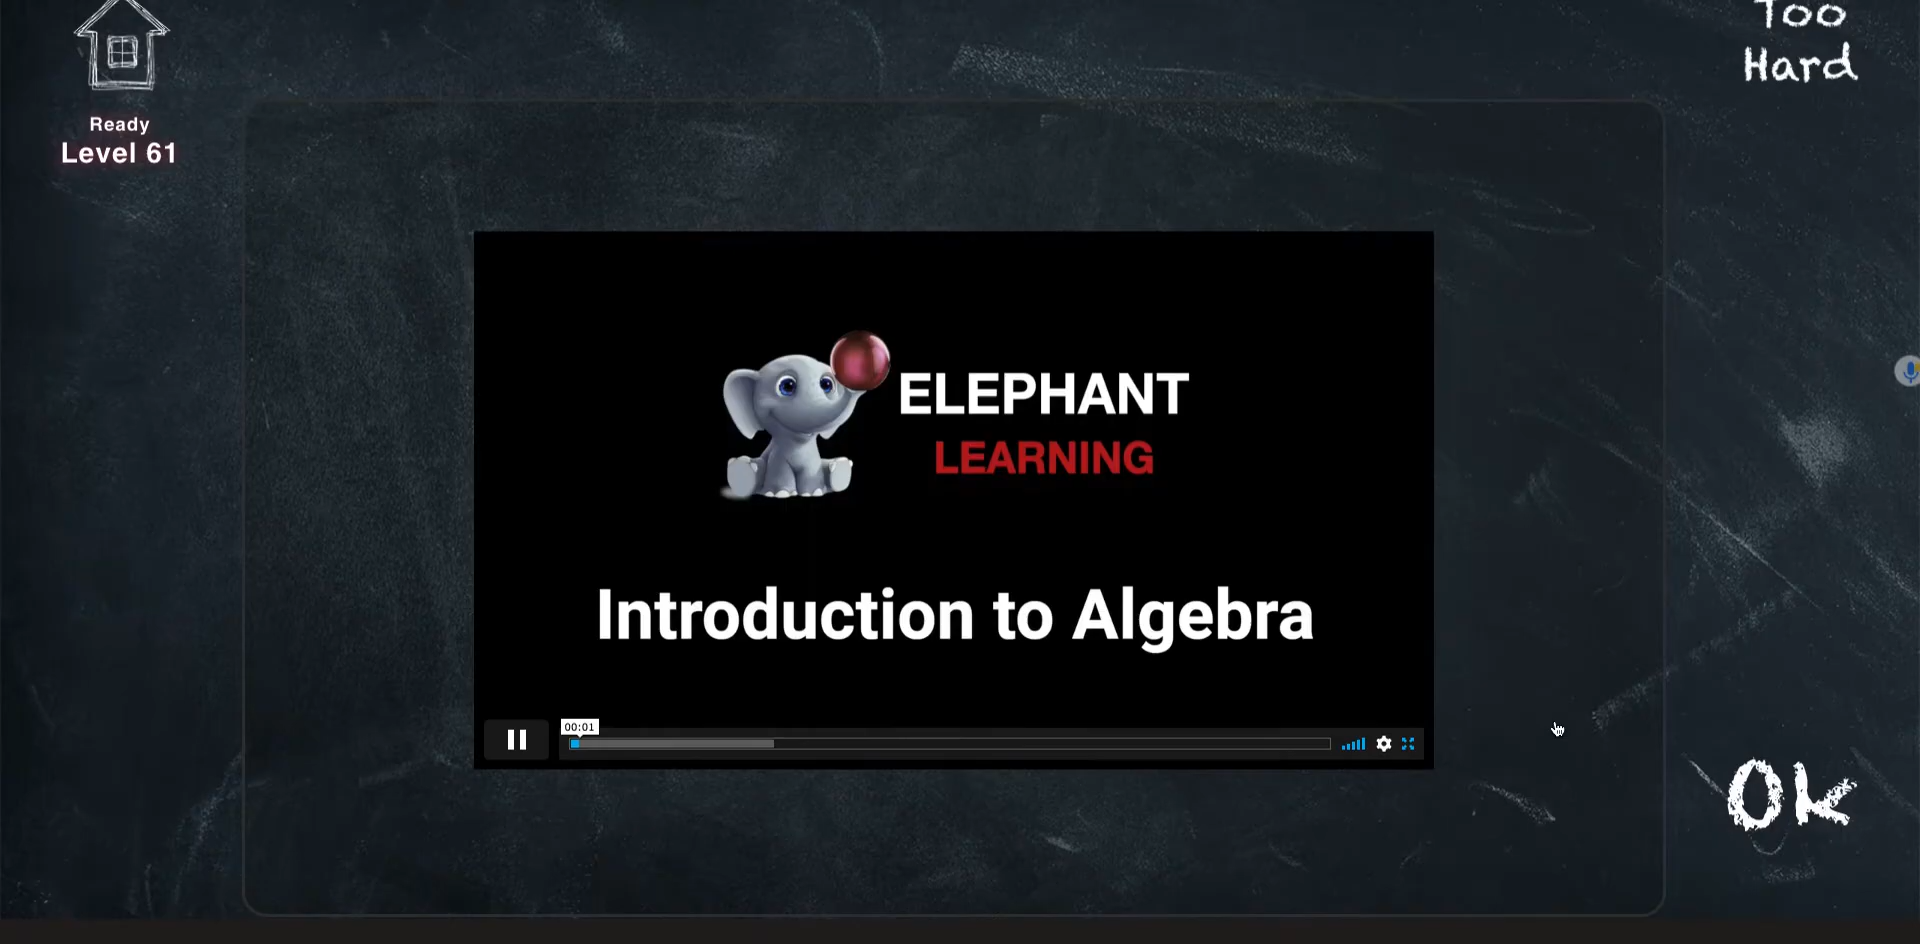 Too
Hard
Ready
Level 61
ELEPHANT
LEARNING
Introduction to Algebra
00:01
Ok